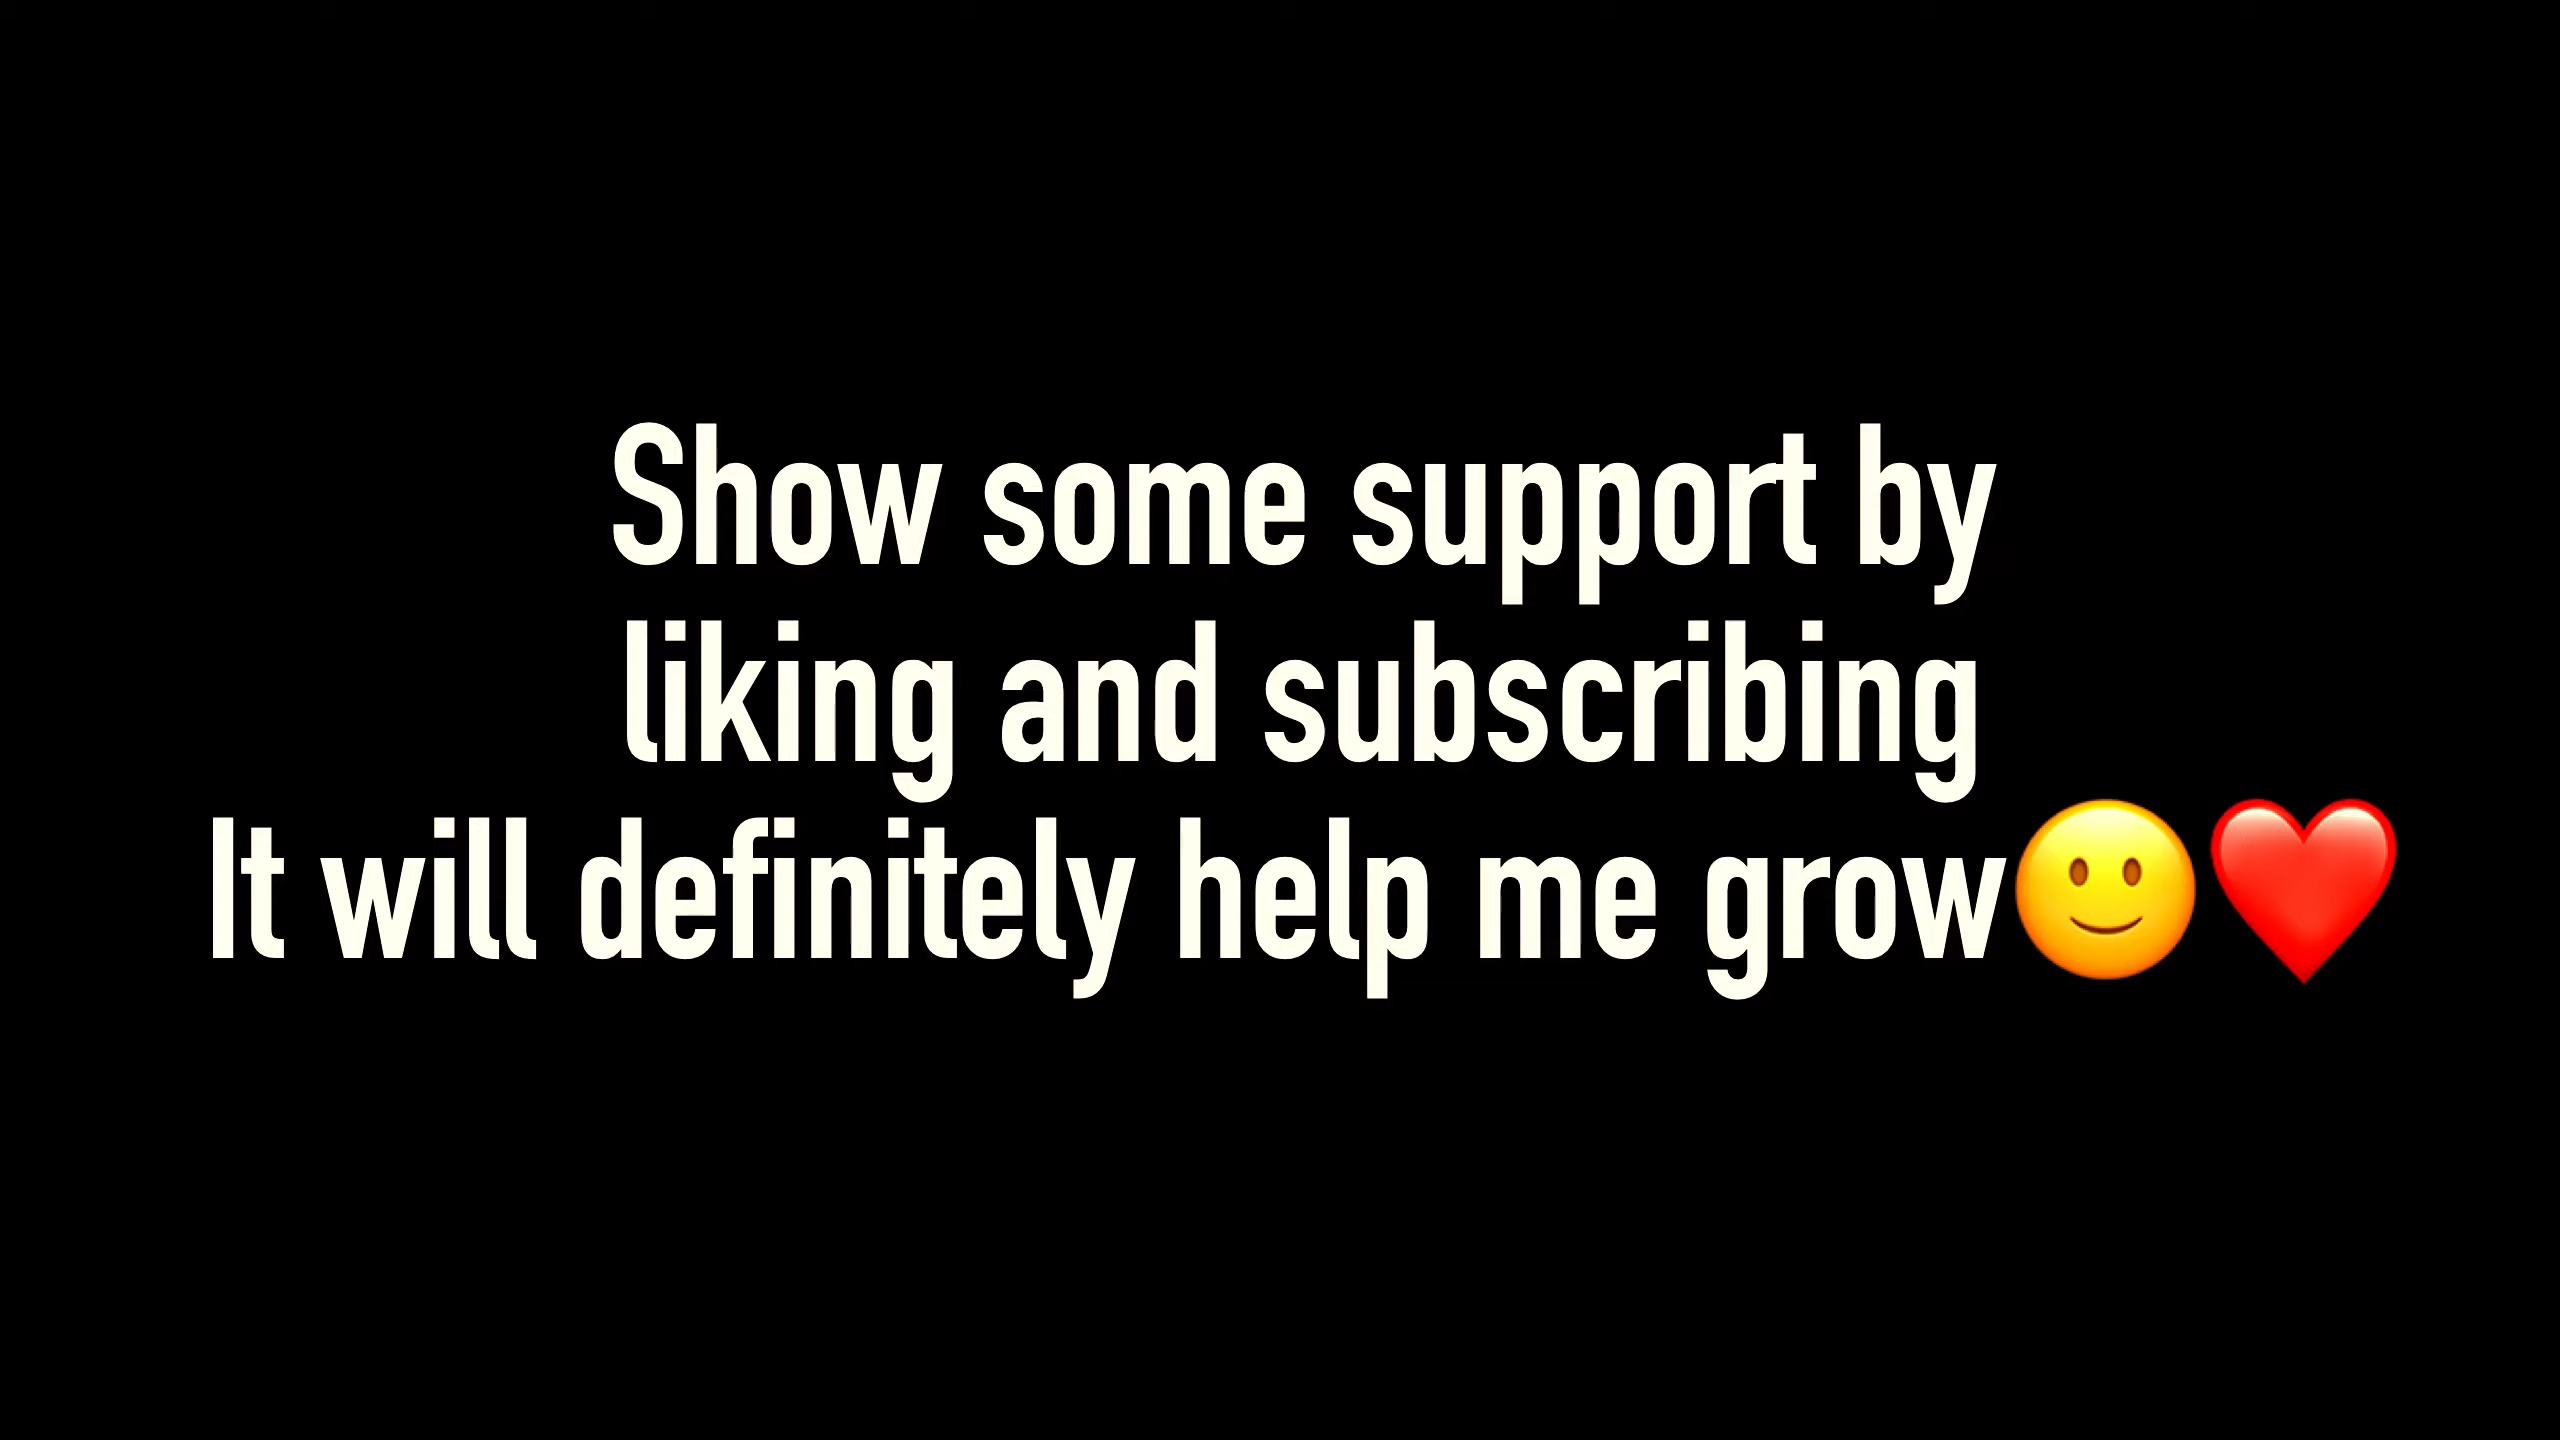 Show some support by
liking and subscribing
It will definitely help me grow🙂❤️